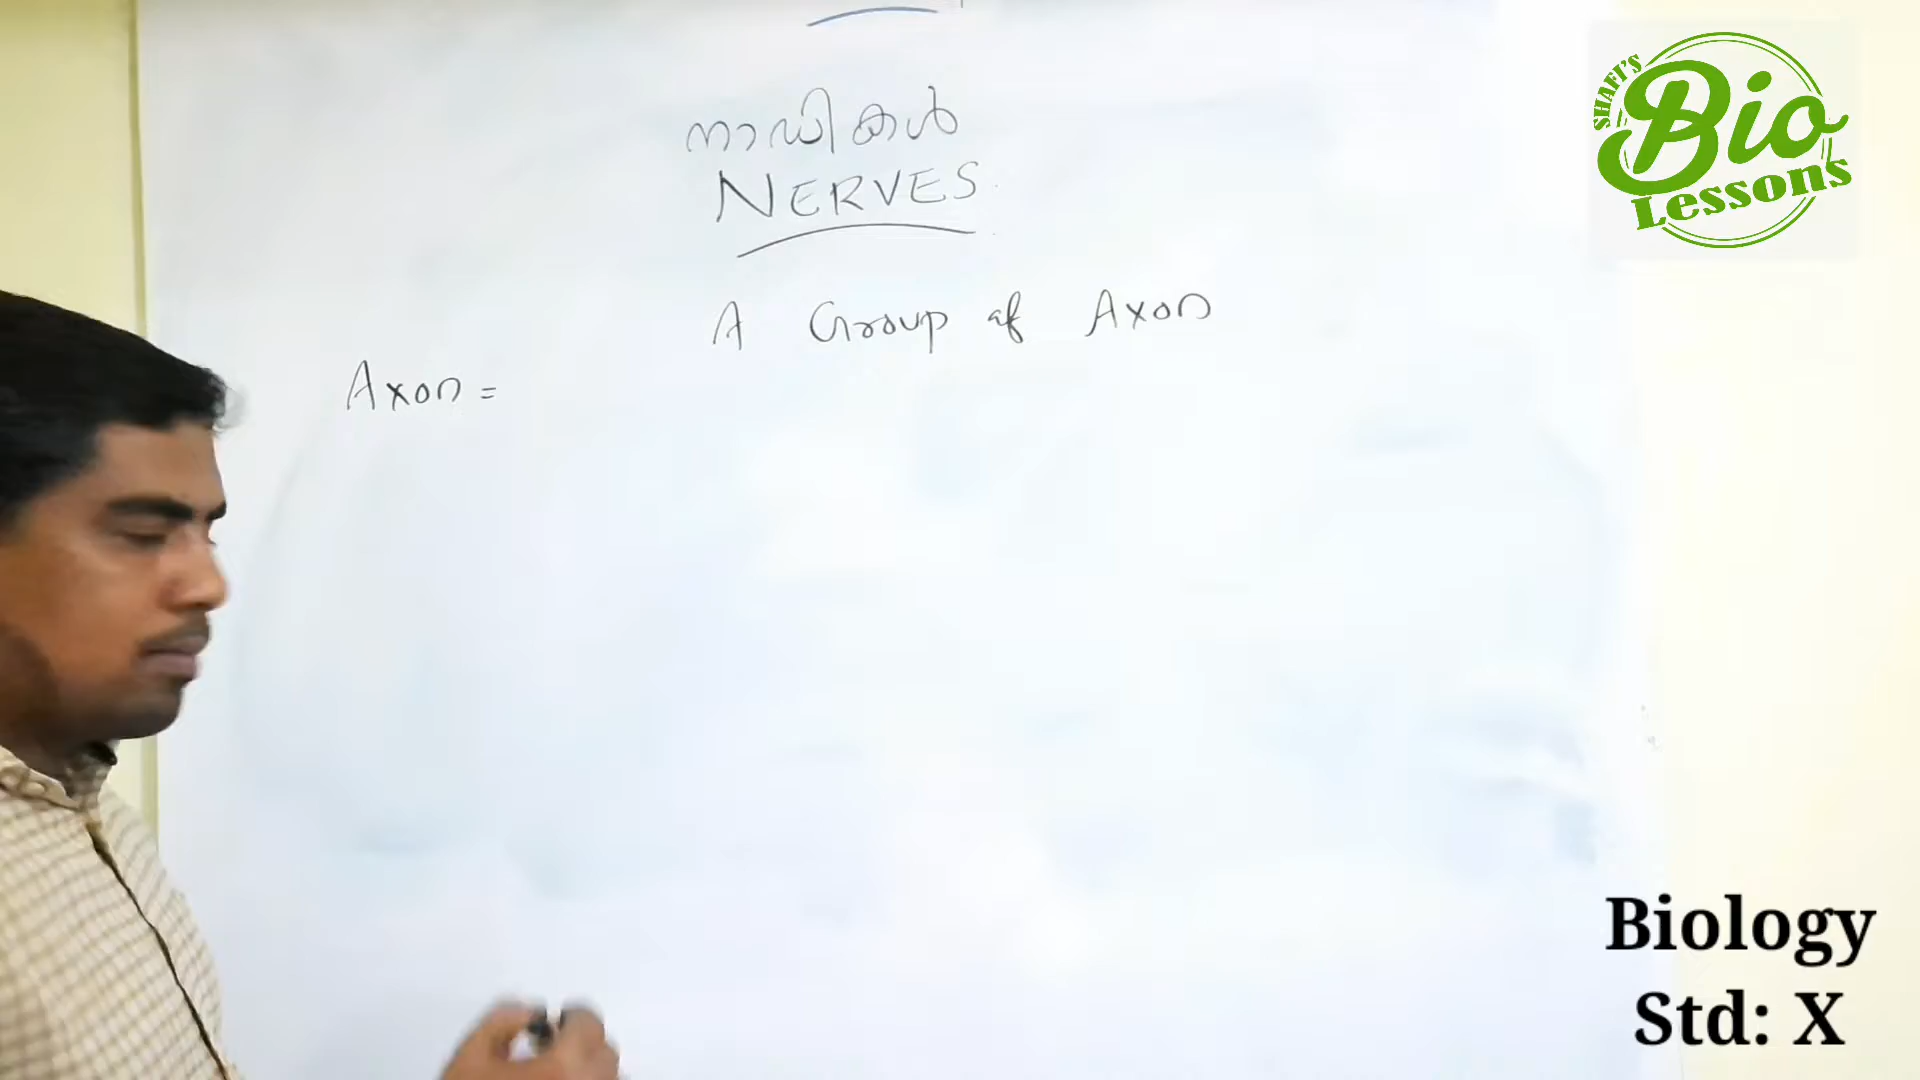 നാഡികൾ
NERVES
A Group of Axon
Axon =
SHAFI'S
Bio
Lessons
Biology
Std: X